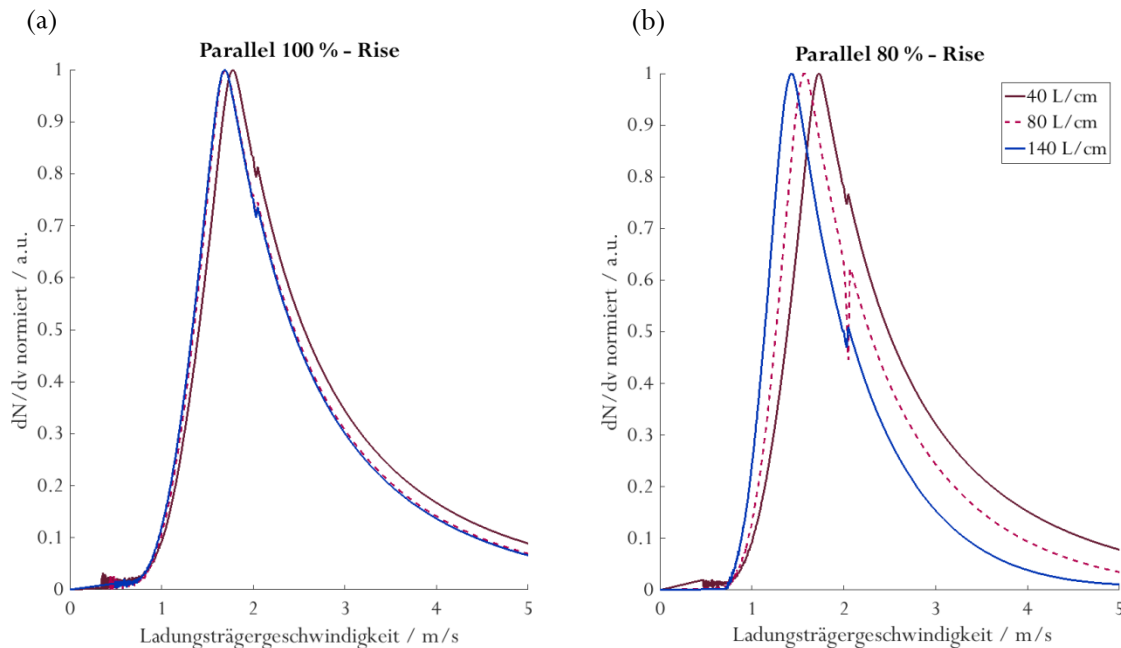 (a)
Parallel 100 % - Rise
dN/dv normiert / a.u.
1
0.9
0.8
0.7
0.6
0.5
0.4
0.3
0.2
0.1
0
0 1 2 3 4 5
Ladungsträgergeschwindigkeit / m/s
(b)
Parallel 80 % - Rise
dN/dv normiert / a.u.
1
0.9
0.8
0.7
0.6
0.5
0.4
0.3
0.2
0.1
0
0 1 2 3 4 5
Ladungsträgergeschwindigkeit / m/s
40 L/cm
80 L/cm
140 L/cm